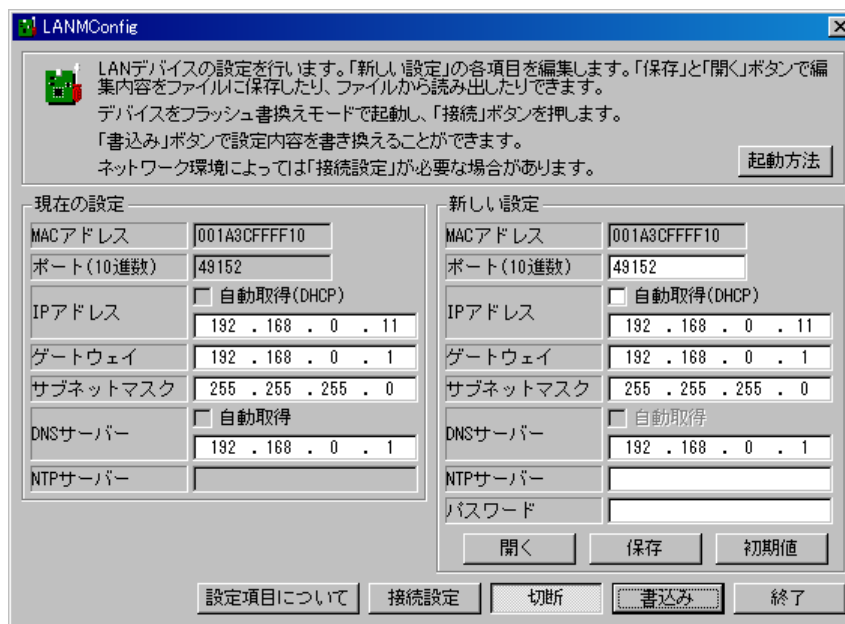 LANMConfig
LANデバイスの設定を行います。「新しい設定」の各項目を編集します。「保存」と「開く」ボタンで編
集内容をファイルに保存したり、ファイルから読み出したりできます。
デバイスをフラッシュ書換えモードで起動し、「接続」ボタンを押します。
「書込み」ボタンで設定内容を書き換えることができます。
ネットワーク環境によっては「接続設定」が必要な場合があります。
起動方法
現在の設定
MACアドレス 001A3CFFFF10
ポート(10進数) 49152
IPアドレス 自動取得(DHCP)
192 . 168 . 0 . 11
ゲートウェイ 192 . 168 . 0 . 1
サブネットマスク 255 . 255 . 255 . 0
DNSサーバー 自動取得
192 . 168 . 0 . 1
NTPサーバー
新しい設定
MACアドレス 001A3CFFFF10
ポート(10進数) 49152
IPアドレス 自動取得(DHCP)
192 . 168 . 0 . 11
ゲートウェイ 192 . 168 . 0 . 1
サブネットマスク 255 . 255 . 255 . 0
DNSサーバー 自動取得
192 . 168 . 0 . 1
NTPサーバー
パスワード
開く 保存 初期値
設定項目について 接続設定 切断 書込み 終了